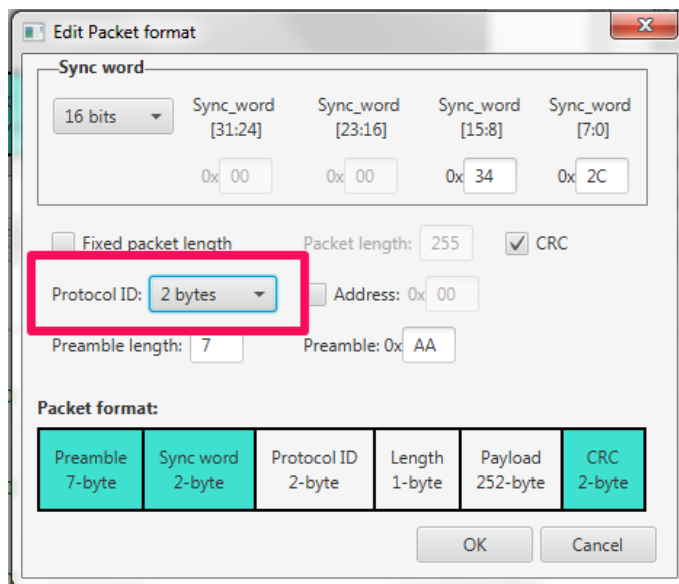 Edit Packet format
Sync word
16 bits
Sync_word [31:24]
Sync_word [23:16]
Sync_word [15:8]
Sync_word [7:0]
0x 00
0x 00
0x 34
0x 2C
Fixed packet length
Packet length: 255
CRC
Protocol ID: 2 bytes
Address: 0x 00
Preamble length: 7
Preamble: 0x AA
Packet format:
Preamble 7-byte
Sync word 2-byte
Protocol ID 2-byte
Length 1-byte
Payload 252-byte
CRC 2-byte
OK
Cancel